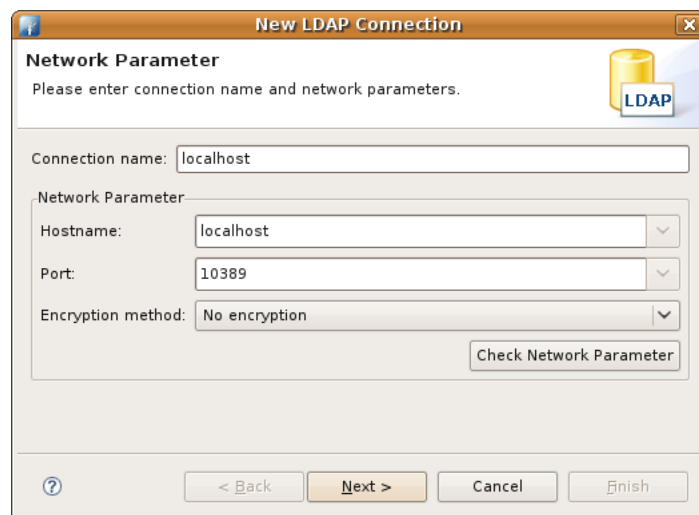 New LDAP Connection
Network Parameter
Please enter connection name and network parameters.
LDAP
Connection name: localhost
Network Parameter
Hostname: localhost
Port: 10389
Encryption method: No encryption
Check Network Parameter
? < Back Next > Cancel Finish